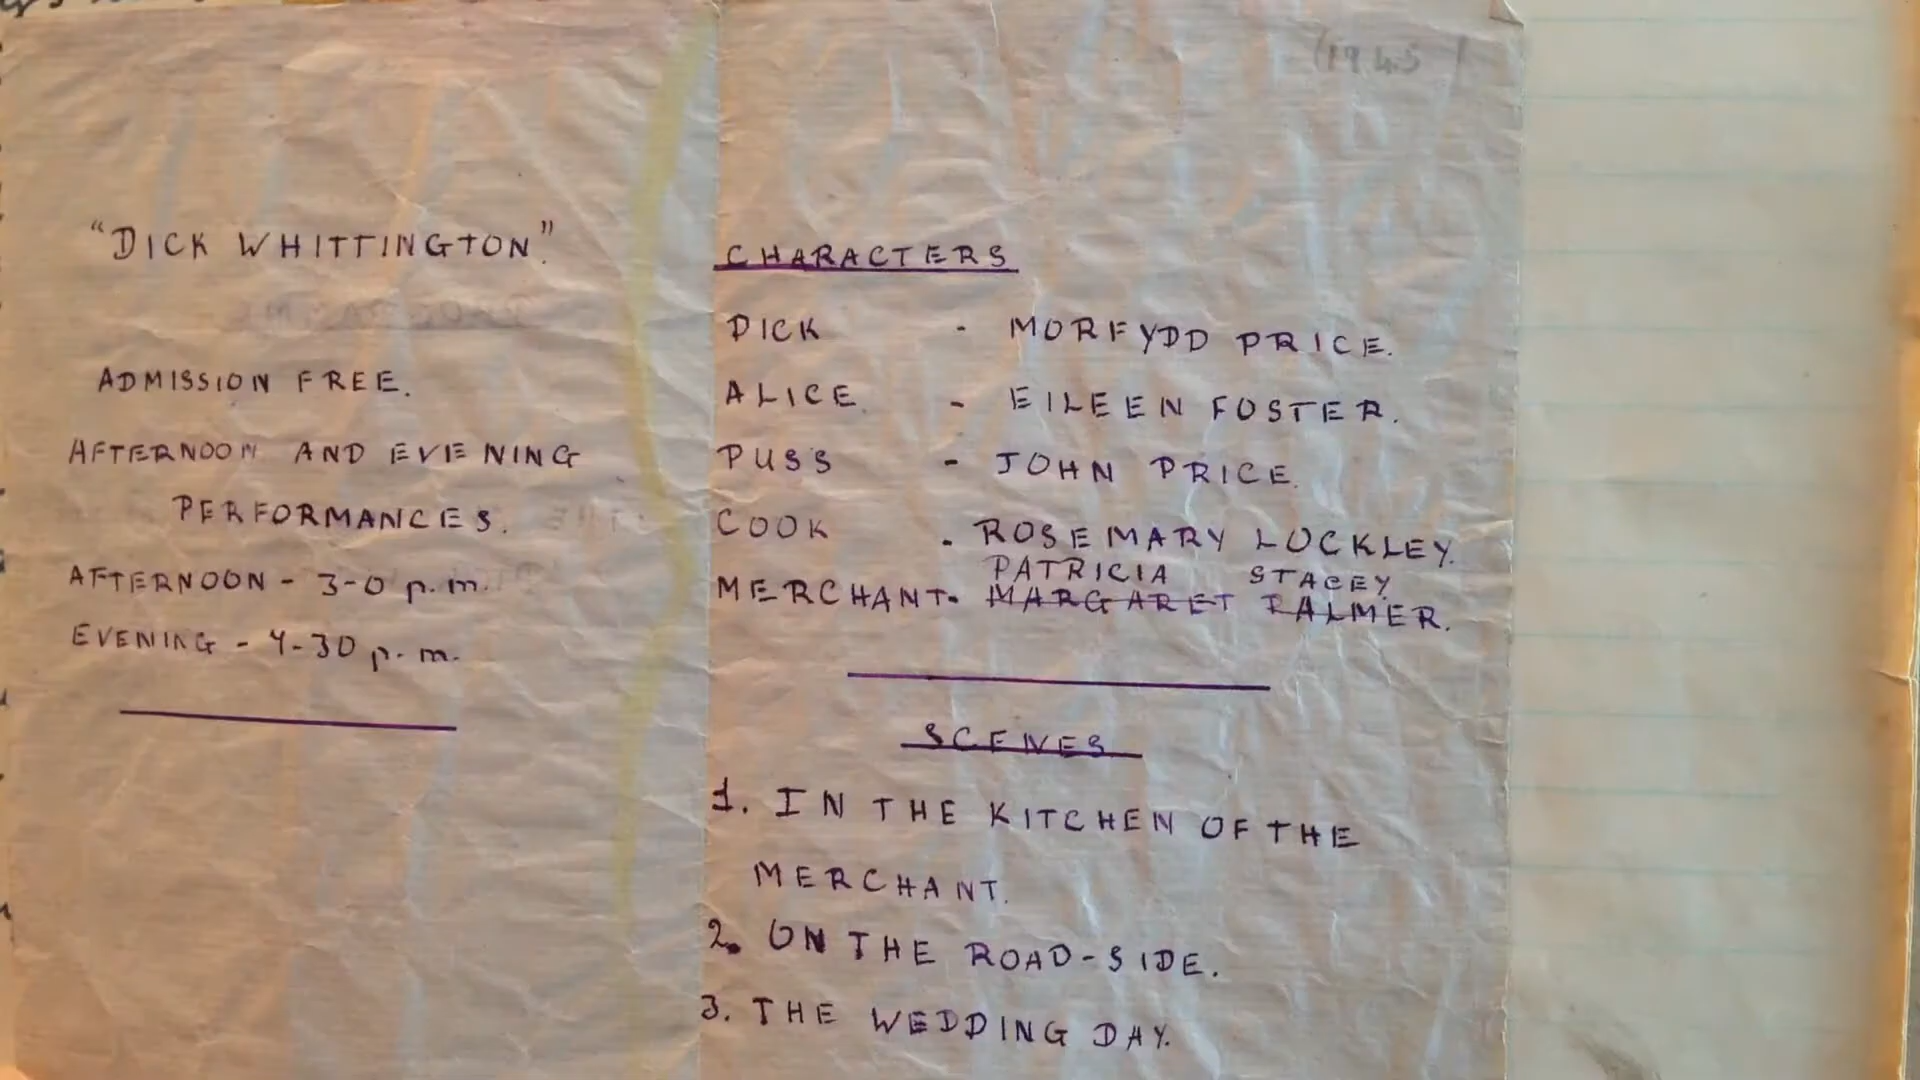 "DICK WHITTINGTON".
ADMISSION FREE.
AFTERNOON AND EVENING
PERFORMANCES.
AFTERNOON - 3-0 p.m.
EVENING - 4-30 p.m.
(1945)
CHARACTERS
DICK - MORFYDD PRICE.
ALICE - EILEEN FOSTER.
PUSS - JOHN PRICE.
COOK - ROSEMARY LOCKLEY.
PATRICIA STACEY
MERCHANT - MARGARET PALMER.
SCENES
1. IN THE KITCHEN OF THE
MERCHANT.
2. ON THE ROAD-SIDE.
3. THE WEDDING DAY.